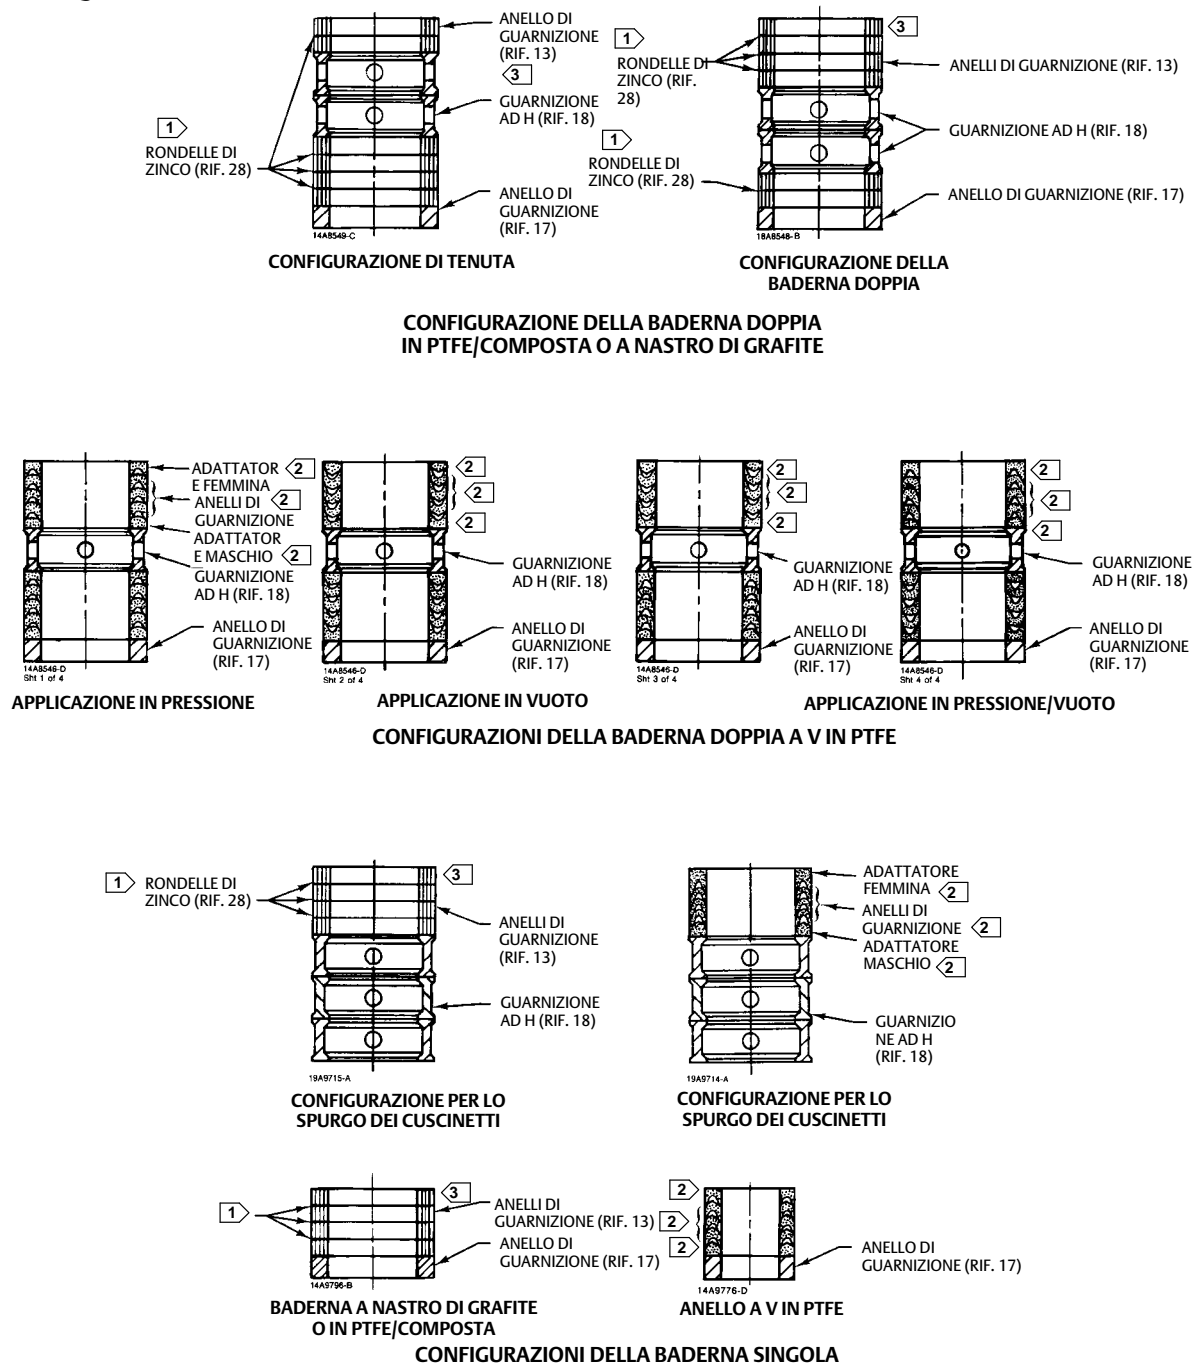 ANELLO DI
GUARNIZIONE
(RIF. 13)
3
GUARNIZIONE
AD H (RIF. 18)
1
RONDELLE DI
ZINCO (RIF. 28)
ANELLO DI
GUARNIZIONE
(RIF. 17)
14A8549-C
CONFIGURAZIONE DI TENUTA
1
RONDELLE DI
ZINCO (RIF.
28)
3
ANELLI DI GUARNIZIONE (RIF. 13)
GUARNIZIONE AD H (RIF. 18)
1
RONDELLE DI
ZINCO (RIF. 28)
ANELLO DI GUARNIZIONE (RIF. 17)
18A8548-B
CONFIGURAZIONE DELLA
BADERNA DOPPIA
CONFIGURAZIONE DELLA BADERNA DOPPIA
IN PTFE/COMPOSTA O A NASTRO DI GRAFITE
ADATTATOR 2
E FEMMINA
ANELLI DI 2
GUARNIZIONE
ADATTATOR
E MASCHIO 2
GUARNIZIONE
AD H (RIF. 18)
ANELLO DI
GUARNIZIONE
(RIF. 17)
14A8546-D
Sht 1 of 4
APPLICAZIONE IN PRESSIONE
2
2
2
GUARNIZIONE
AD H (RIF. 18)
ANELLO DI
GUARNIZIONE
(RIF. 17)
14A8546-D
Sht 2 of 4
APPLICAZIONE IN VUOTO
2
2
2
GUARNIZIONE
AD H (RIF. 18)
ANELLO DI
GUARNIZIONE
(RIF. 17)
14A8546-D
Sht 3 of 4
2
2
2
GUARNIZIONE
AD H (RIF. 18)
ANELLO DI
GUARNIZIONE
(RIF. 17)
14A8546-D
Sht 4 of 4
APPLICAZIONE IN PRESSIONE/VUOTO
CONFIGURAZIONI DELLA BADERNA DOPPIA A V IN PTFE
1 RONDELLE DI
ZINCO (RIF. 28)
3
ANELLI DI
GUARNIZIONE
(RIF. 13)
GUARNIZIONE
AD H (RIF. 18)
19A9715-A
CONFIGURAZIONE PER LO
SPURGO DEI CUSCINETTI
ADATTATORE
FEMMINA 2
ANELLI DI
GUARNIZIONE 2
ADATTATORE
MASCHIO 2
GUARNIZIO
NE AD H
(RIF. 18)
19A9714-A
CONFIGURAZIONE PER LO
SPURGO DEI CUSCINETTI
1
3
ANELLI DI
GUARNIZIONE (RIF. 13)
ANELLO DI
GUARNIZIONE (RIF. 17)
14A9796-B
BADERNA A NASTRO DI GRAFITE
O IN PTFE/COMPOSTA
2
2
2
ANELLO DI
GUARNIZIONE (RIF. 17)
14A9776-D
ANELLO A V IN PTFE
CONFIGURAZIONI DELLA BADERNA SINGOLA